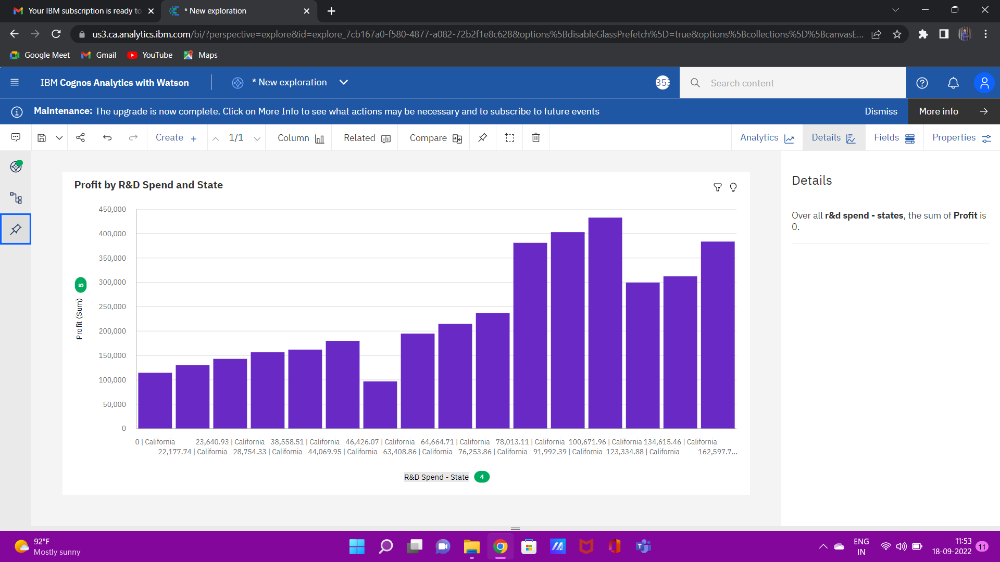 Your IBM subscription is ready to
* New exploration
us3.ca.analytics.ibm.com/bi/?perspective=explore&id=explore_7cb167a0-f580-4877-a082-72b2f1e8c628&options%5BdisableGlassPrefetch%5D=true&options%5Bcollections%5D%5BcanvasE...
Google Meet Gmail YouTube Maps
IBM Cognos Analytics with Watson
* New exploration
353
Search content
Maintenance: The upgrade is now complete. Click on More Info to see what actions may be necessary and to subscribe to future events
Dismiss
More info
Create 1/1 Column Related Compare Analytics Details Fields Properties
Profit by R&D Spend and State
450,000
400,000
350,000
300,000
250,000
200,000
150,000
100,000
50,000
0
Profit (Sum) 5
0 | California 23,640.93 | California 38,558.51 | California 46,426.07 | California 64,664.71 | California 78,013.11 | California 100,671.96 | California 134,615.46 | California
22,177.74 | California 28,754.33 | California 44,069.95 | California 63,408.86 | California 76,253.86 | California 91,992.39 | California 123,334.88 | California 162,597.7...
R&D Spend - State 4
Details
Over all r&d spend - states, the sum of Profit is
0.
92°F
Mostly sunny
ENG
IN
11:53
18-09-2022
11